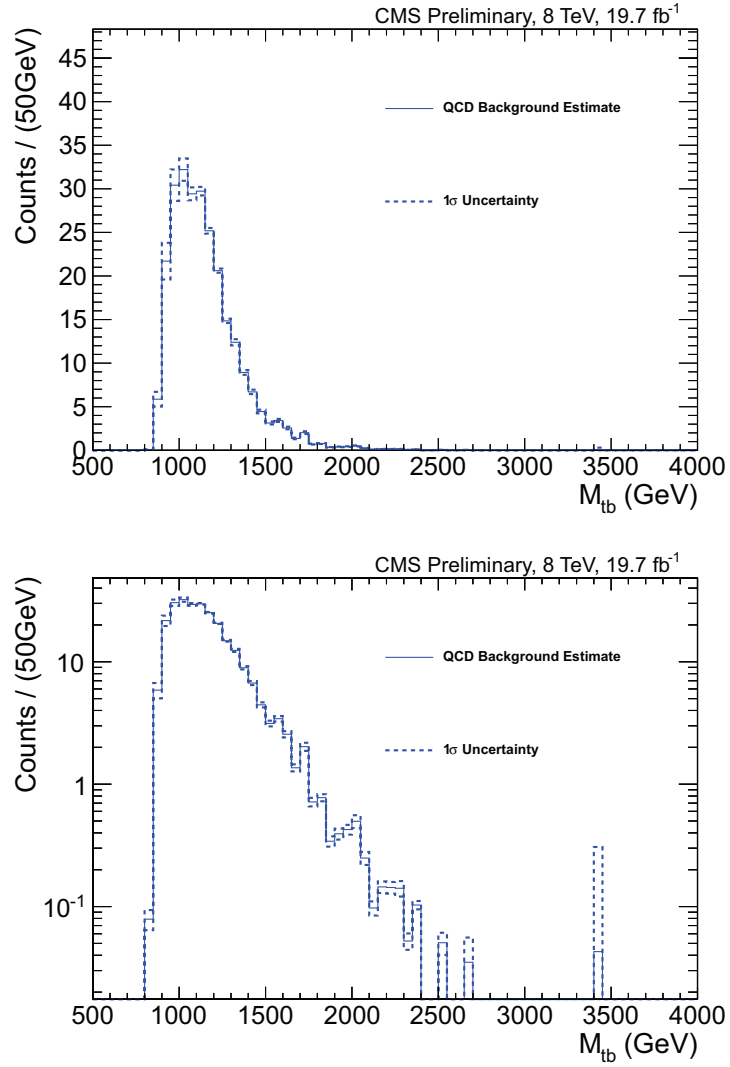 CMS Preliminary, 8 TeV, 19.7 fb⁻¹
Counts / (50GeV)
45
40
35
30
25
20
15
10
5
0
QCD Background Estimate
1σ Uncertainty
500 1000 1500 2000 2500 3000 3500 4000
M_tb (GeV)
CMS Preliminary, 8 TeV, 19.7 fb⁻¹
Counts / (50GeV)
10
1
10⁻¹
QCD Background Estimate
1σ Uncertainty
500 1000 1500 2000 2500 3000 3500 4000
M_tb (GeV)